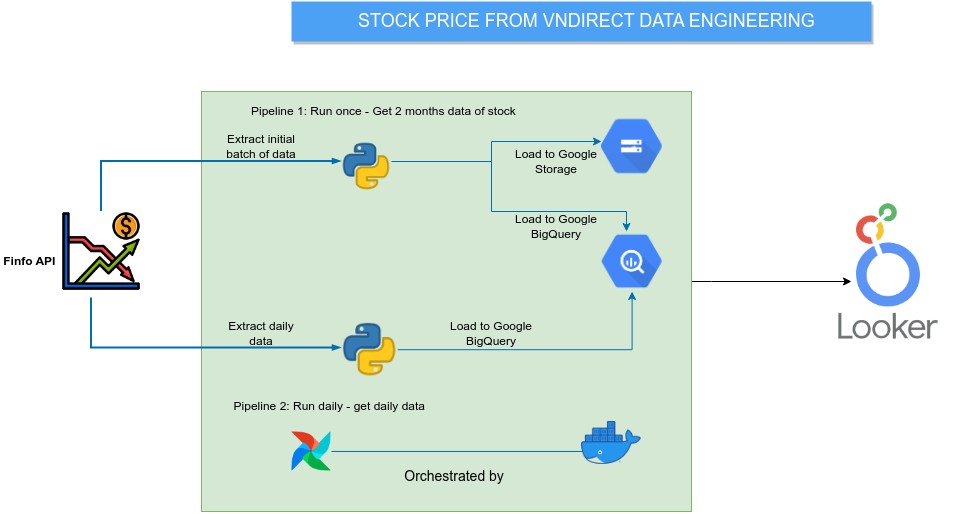 STOCK PRICE FROM VNDIRECT DATA ENGINEERING
Pipeline 1: Run once - Get 2 months data of stock
Extract initial
batch of data
Load to Google
Storage
Load to Google
BigQuery
Finfo API
$
Looker
Extract daily
data
Load to Google
BigQuery
Pipeline 2: Run daily - get daily data
Orchestrated by